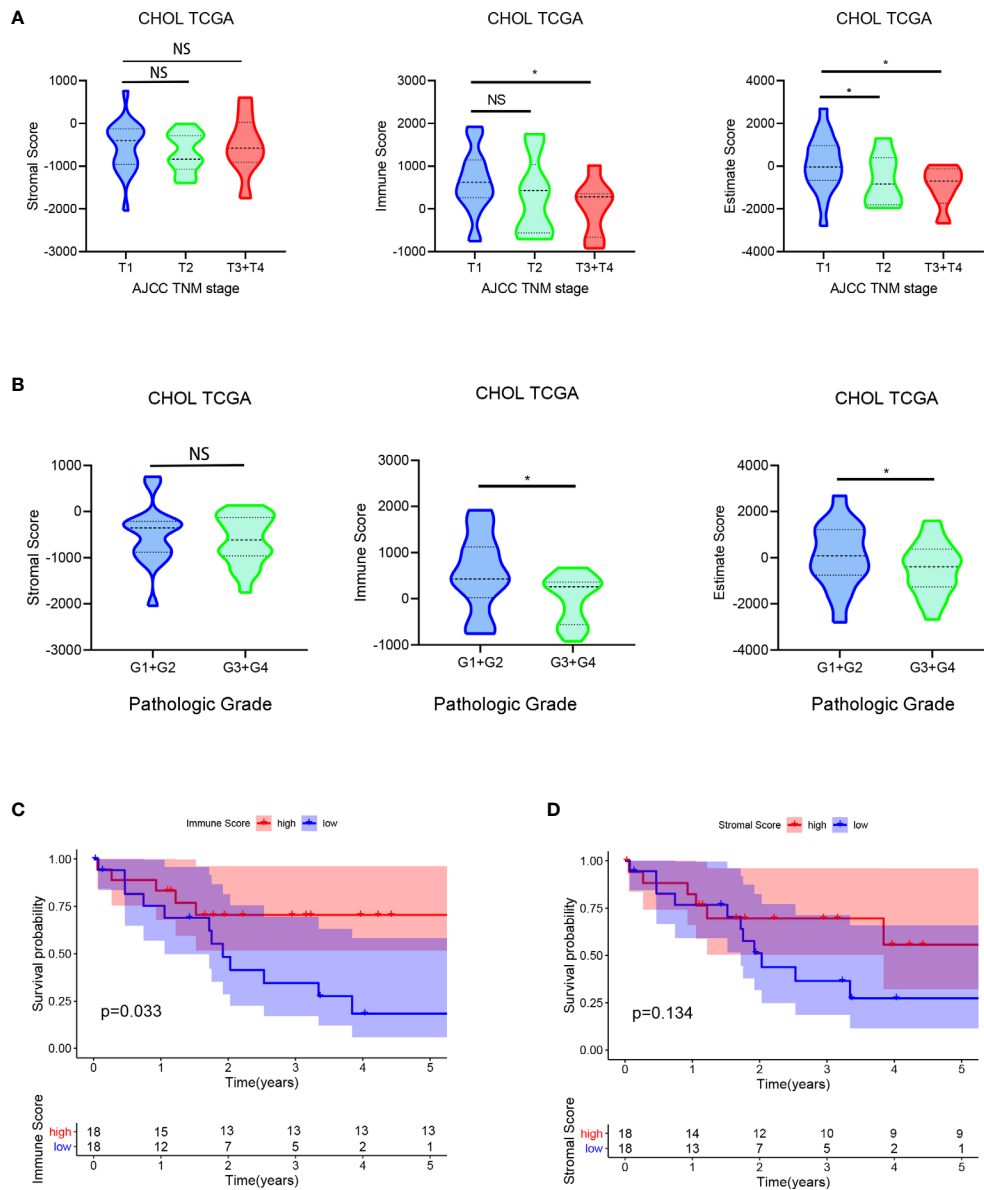 A
CHOL TCGA
CHOL TCGA
CHOL TCGA
NS
NS
1000
0
-1000
-2000
-3000
Stromal Score
T1 T2 T3+T4
AJCC TNM stage
*
NS
3000
2000
1000
0
-1000
Immune Score
T1 T2 T3+T4
AJCC TNM stage
*
*
4000
2000
0
-2000
-4000
Estimate Score
T1 T2 T3+T4
AJCC TNM stage
B
CHOL TCGA
CHOL TCGA
CHOL TCGA
NS
1000
0
-1000
-2000
-3000
Stromal Score
G1+G2 G3+G4
Pathologic Grade
*
3000
2000
1000
0
-1000
Immune Score
G1+G2 G3+G4
Pathologic Grade
*
4000
2000
0
-2000
-4000
Estimate Score
G1+G2 G3+G4
Pathologic Grade
C
Immune Score high low
1.00
0.75
0.50
0.25
0.00
Survival probability
p=0.033
0 1 2 3 4 5
Time(years)
Immune Score
high 18 15 13 13 13 13
low 18 12 7 5 2 1
0 1 2 3 4 5
Time(years)
D
Stromal Score high low
1.00
0.75
0.50
0.25
0.00
Survival probability
p=0.134
0 1 2 3 4 5
Time(years)
Stromal Score
high 18 14 12 10 9 9
low 18 13 7 5 2 1
0 1 2 3 4 5
Time(years)